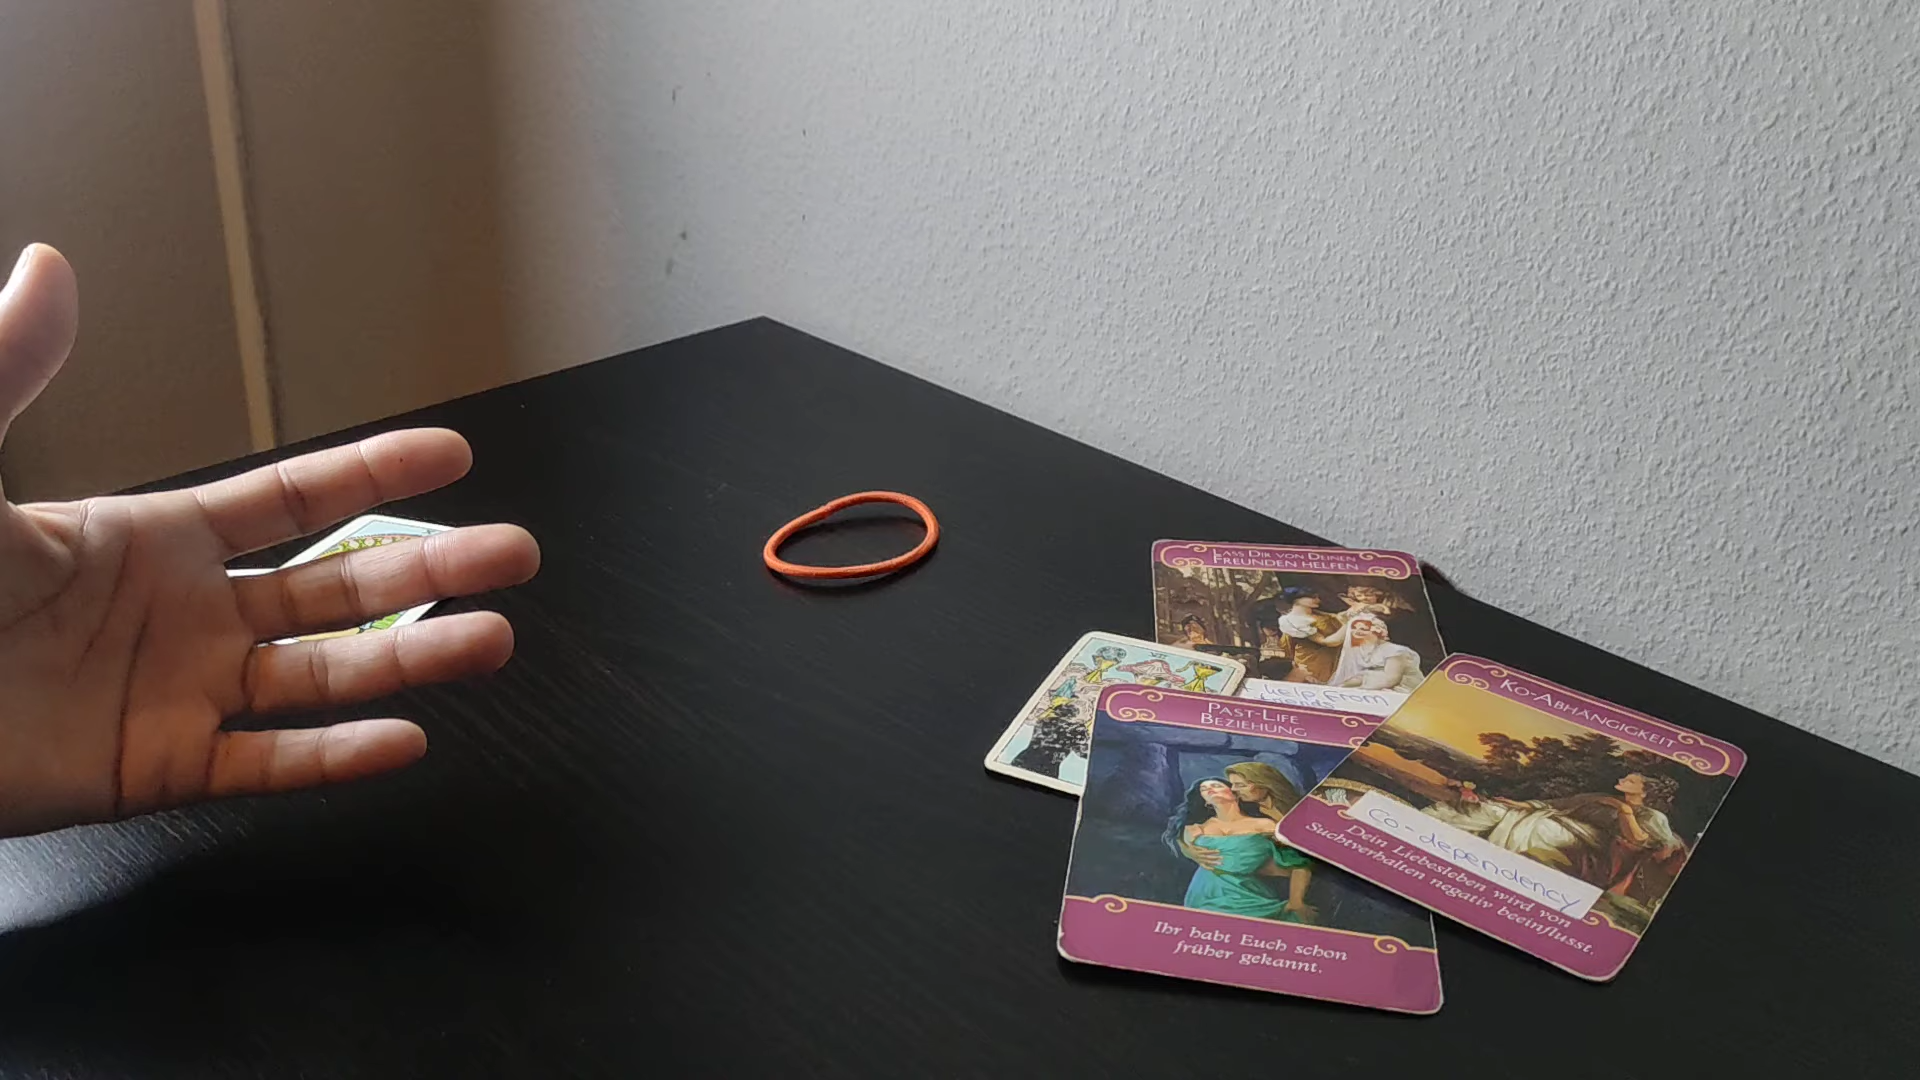 LASS DIR VON DEINEN
FREUNDEN HELFEN
help from
VII
PAST-LIFE
BEZIEHUNG
Ihr habt Euch schon
früher gekannt.
KO-ABHÄNGIGKEIT
Co-dependency
Dein Liebesleben wird von
Suchtverhalten negativ beeinflusst.